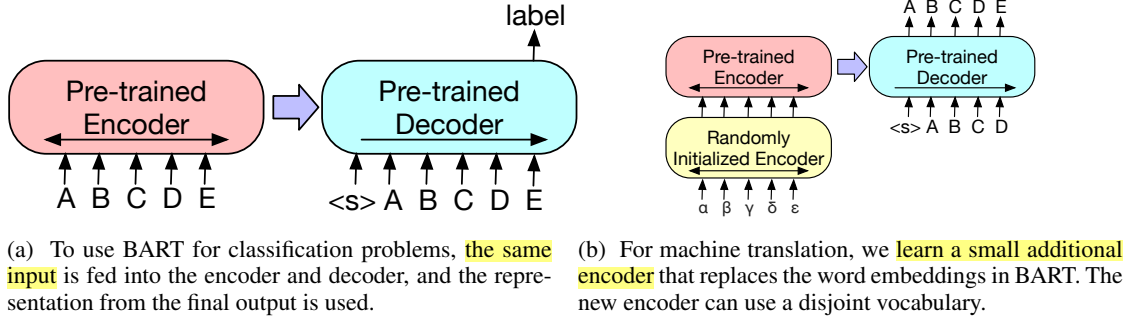 label
Pre-trained
Encoder
Pre-trained
Decoder
A B C D E
<s> A B C D E
(a) To use BART for classification problems, the same
input is fed into the encoder and decoder, and the repre-
sentation from the final output is used.
A B C D E
Pre-trained
Encoder
Pre-trained
Decoder
<s> A B C D
Randomly
Initialized Encoder
α β γ δ ε
(b) For machine translation, we learn a small additional
encoder that replaces the word embeddings in BART. The
new encoder can use a disjoint vocabulary.